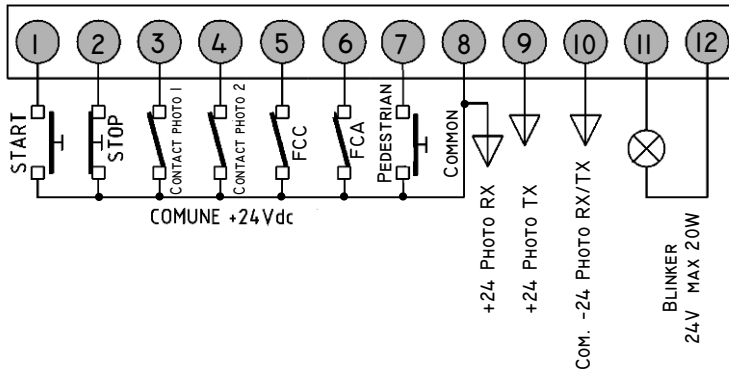 1 2 3 4 5 6 7 8 9 10 11 12
START
STOP
CONTACT PHOTO 1
CONTACT PHOTO 2
FCC
FCA
PEDESTRIAN
COMMON
COMUNE +24Vdc
+24 PHOTO RX
+24 PHOTO TX
COM. -24 PHOTO RX/TX
BLINKER
24V MAX 20W